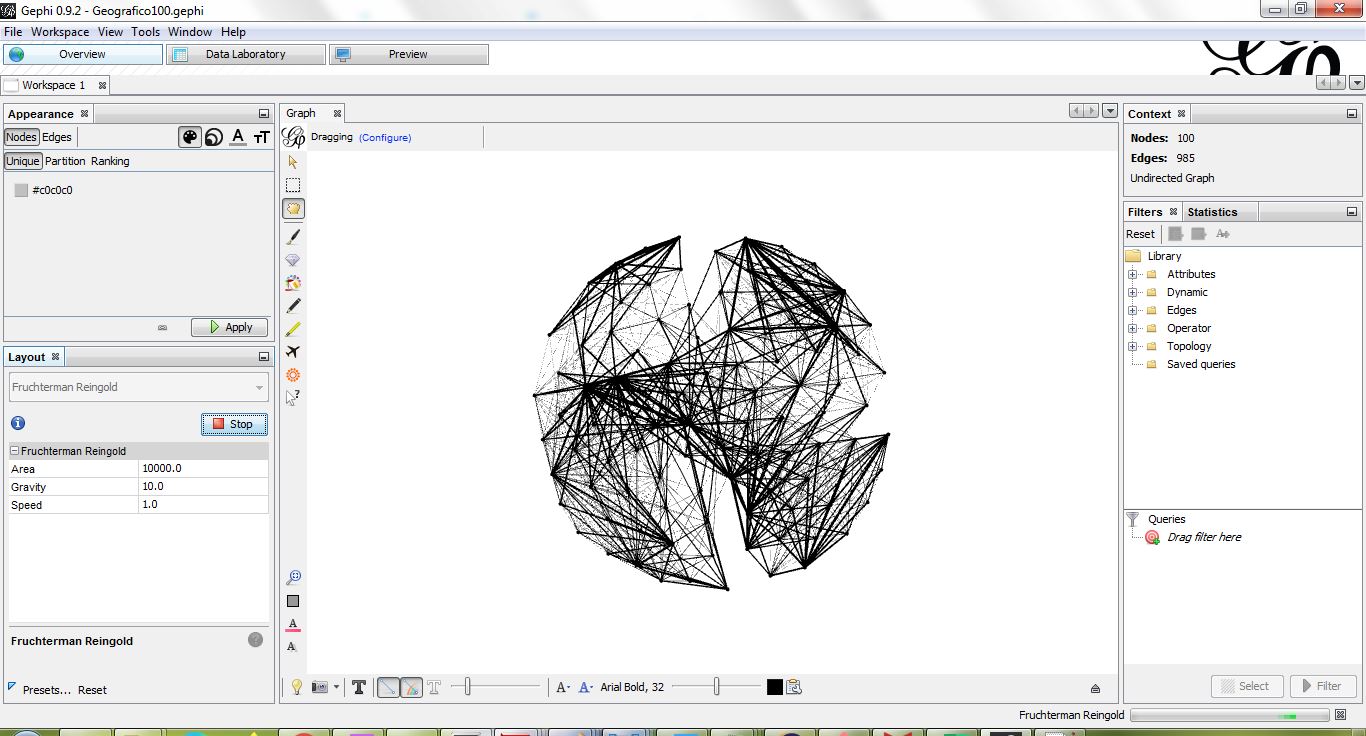 Gephi 0.9.2 - Geografico100.gephi
File Workspace View Tools Window Help
Overview Data Laboratory Preview
Workspace 1
Appearance
Nodes Edges
Unique Partition Ranking
#c0c0c0
Apply
Layout
Fruchterman Reingold
Stop
Fruchterman Reingold
Area 10000.0
Gravity 10.0
Speed 1.0
Fruchterman Reingold
Presets... Reset
Graph
Dragging (Configure)
Arial Bold, 32
Context
Nodes: 100
Edges: 985
Undirected Graph
Filters Statistics
Reset
Library
Attributes
Dynamic
Edges
Operator
Topology
Saved queries
Queries
Drag filter here
Select Filter
Fruchterman Reingold